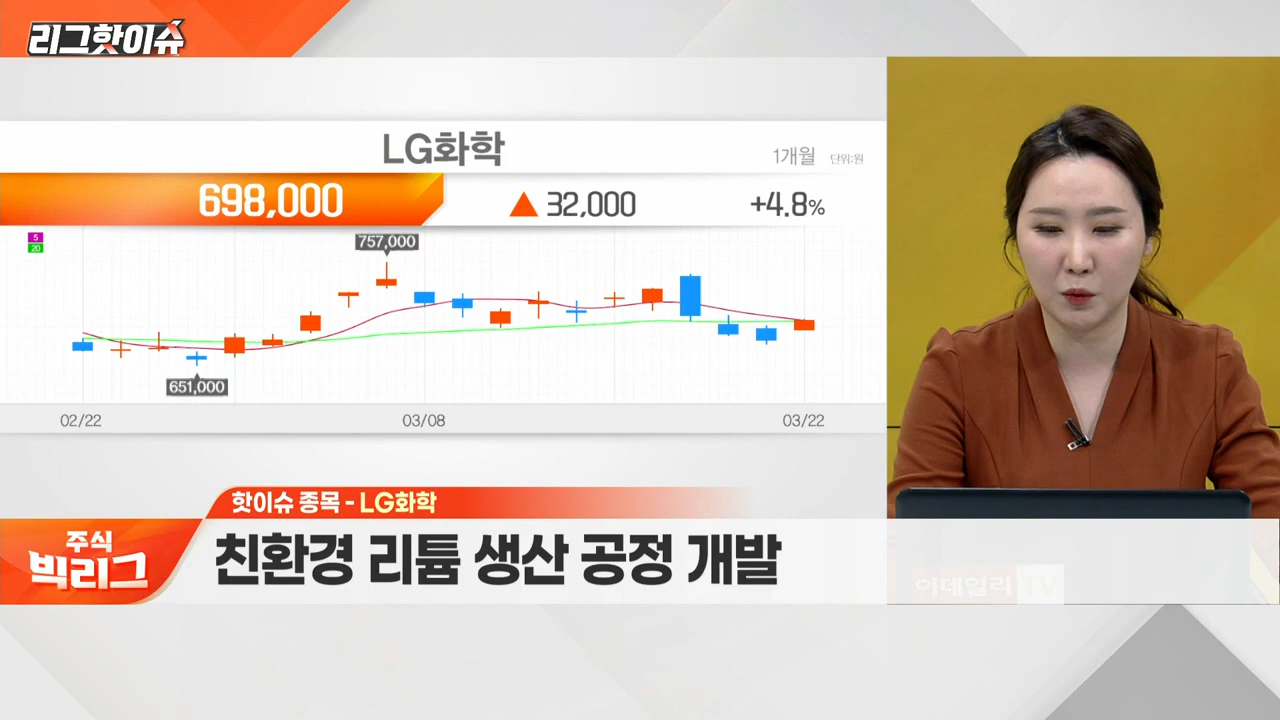 리그핫이슈
LG화학
1개월 단위:원
698,000 ▲ 32,000 +4.8%
5
20
757,000
651,000
02/22 03/08 03/22
핫이슈 종목 - LG화학
주식
빅리그
친환경 리튬 생산 공정 개발
이데일리 TV